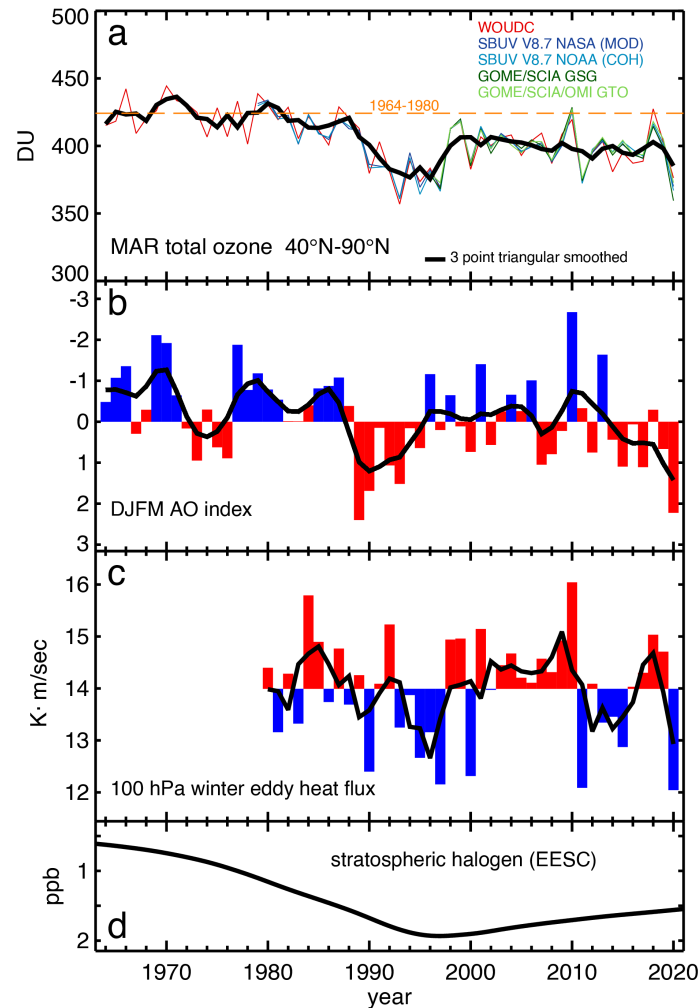 500
450
400
350
300
DU
a
WOUDC
SBUV V8.7 NASA (MOD)
SBUV V8.7 NOAA (COH)
GOME/SCIA GSG
GOME/SCIA/OMI GTO
1964-1980
MAR total ozone 40°N-90°N
3 point triangular smoothed
b
-3
-2
-1
0
1
2
3
DJFM AO index
c
16
15
14
13
12
K· m/sec
100 hPa winter eddy heat flux
1
2
ppb
stratospheric halogen (EESC)
d
1970 1980 1990 2000 2010 2020
year